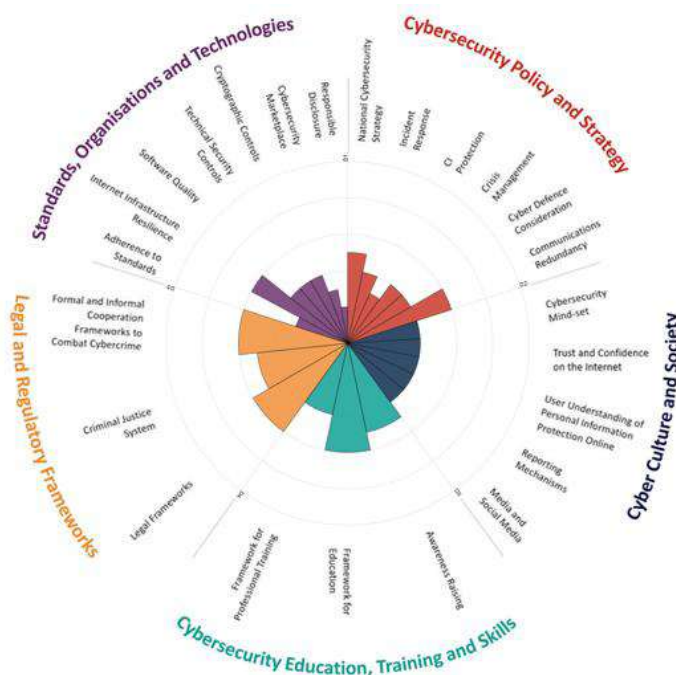 Cybersecurity Policy and Strategy
National Cybersecurity
Strategy
Incident
Response
CI
Protection
Crisis
Management
Cyber Defence
Consideration
Communications
Redundancy
Cyber Culture and Society
Cybersecurity
Mind-set
Trust and Confidence
on the Internet
User Understanding of
Personal Information
Protection Online
Reporting
Mechanisms
Media and
Social Media
Cybersecurity Education, Training and Skills
Awareness Raising
Framework for
Education
Framework for
Professional Training
Legal and Regulatory Frameworks
Legal Frameworks
Criminal Justice
System
Formal and Informal
Cooperation
Frameworks to
Combat Cybercrime
Standards, Organisations and Technologies
Adherence to
Standards
Internet Infrastructure
Resilience
Software Quality
Technical Security
Controls
Cryptographic Controls
Cybersecurity
Marketplace
Responsible
Disclosure